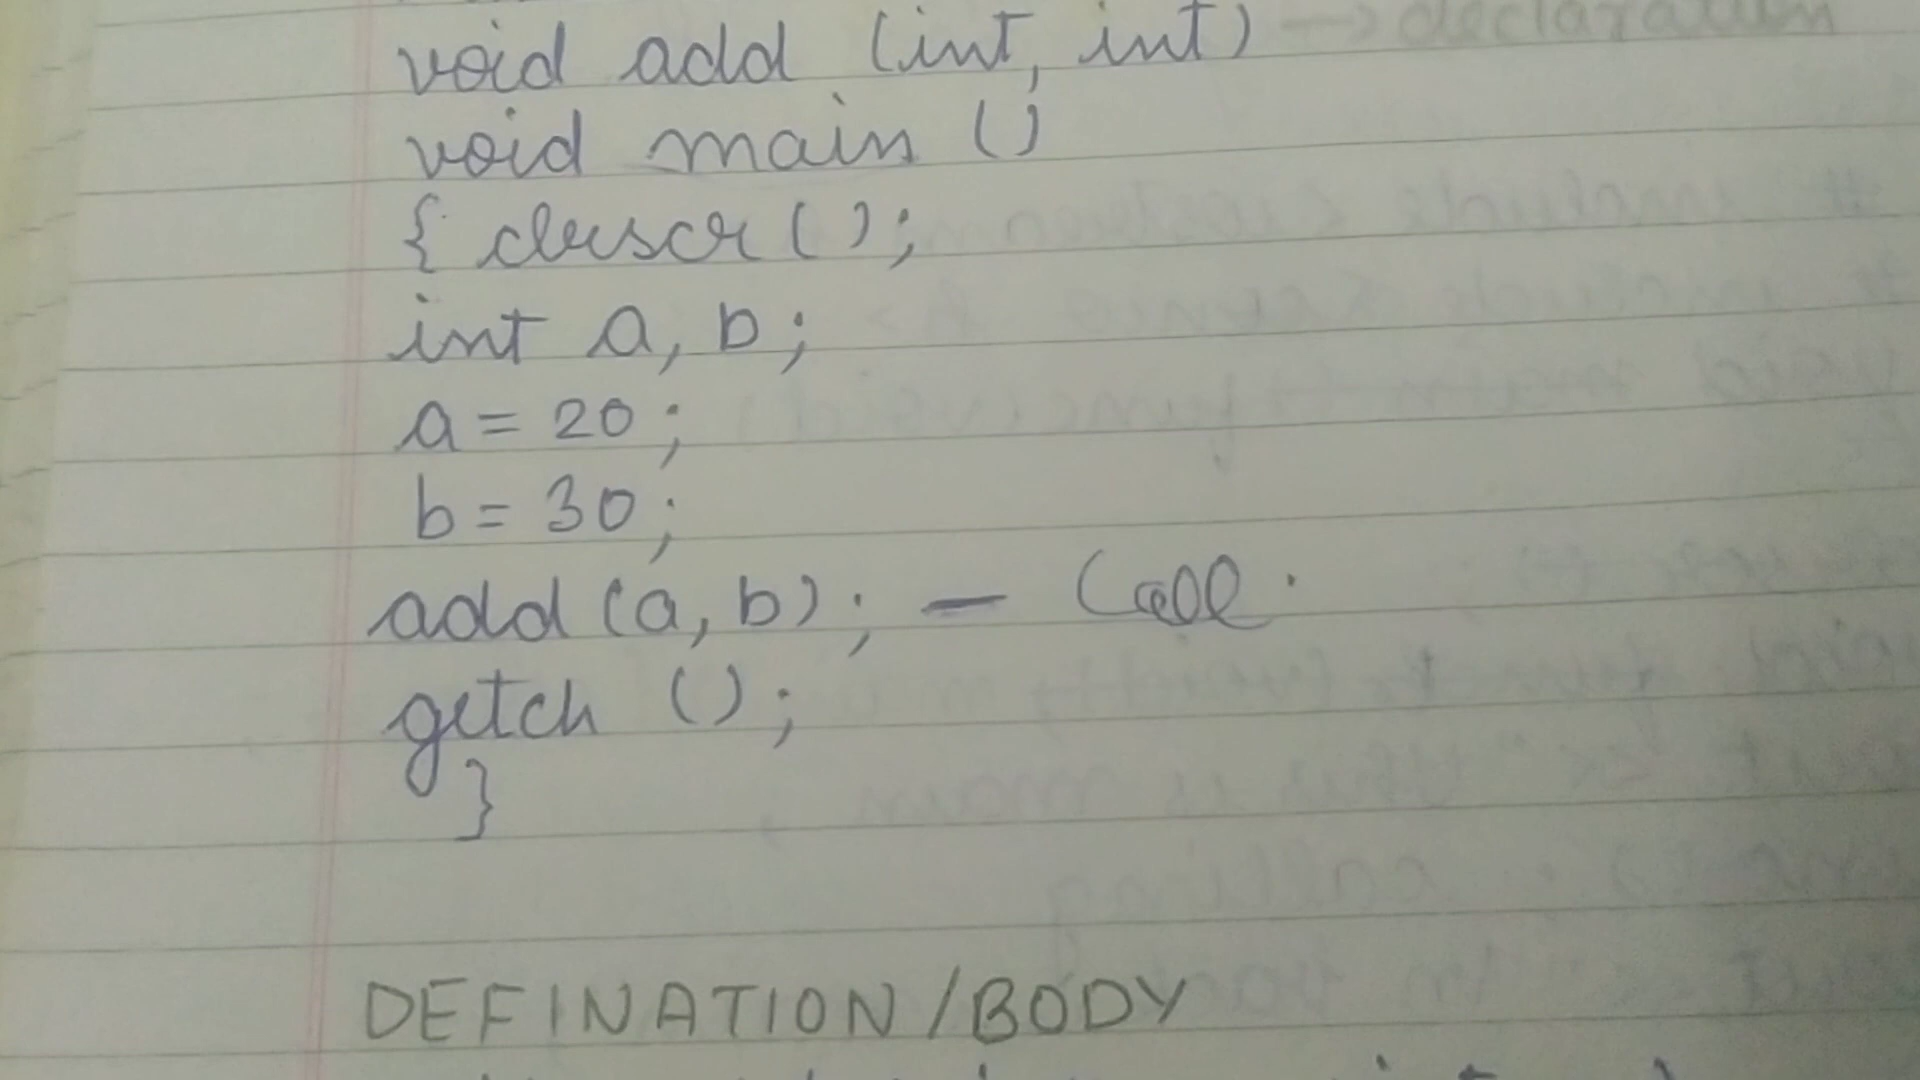 void add (int, int) → declaration
void main ()
{ clrscr ( ) ;
int a, b ;
a = 20 ;
b = 30 ;
add (a, b) ; — Call .
getch ( ) ;
}
DEFINATION / BODY